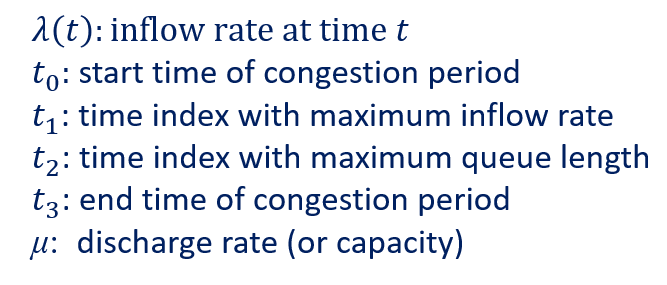 λ(t): inflow rate at time t
t₀: start time of congestion period
t₁: time index with maximum inflow rate
t₂: time index with maximum queue length
t₃: end time of congestion period
μ: discharge rate (or capacity)